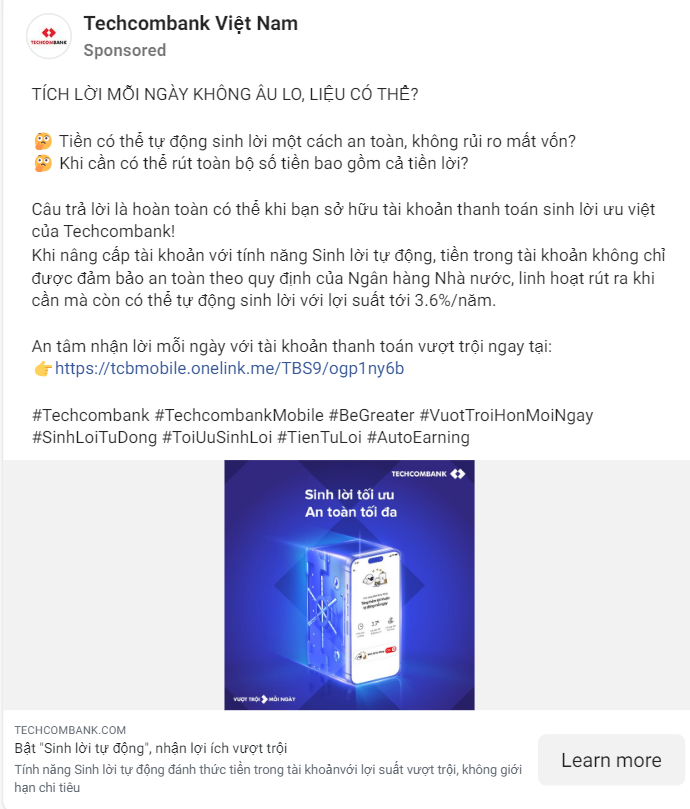 Techcombank Việt Nam
TECHCOMBANK
Sponsored
TÍCH LỜI MỖI NGÀY KHÔNG ÂU LO, LIỆU CÓ THỂ?
Tiền có thể tự động sinh lời một cách an toàn, không rủi ro mất vốn?
Khi cần có thể rút toàn bộ số tiền bao gồm cả tiền lời?
Câu trả lời là hoàn toàn có thể khi bạn sở hữu tài khoản thanh toán sinh lời ưu việt
của Techcombank!
Khi nâng cấp tài khoản với tính năng Sinh lời tự động, tiền trong tài khoản không chỉ
được đảm bảo an toàn theo quy định của Ngân hàng Nhà nước, linh hoạt rút ra khi
cần mà còn có thể tự động sinh lời với lợi suất tới 3.6%/năm.
An tâm nhận lời mỗi ngày với tài khoản thanh toán vượt trội ngay tại:
👉https://tcbmobile.onelink.me/TBS9/ogp1ny6b
#Techcombank #TechcombankMobile #BeGreater #VuotTroiHonMoiNgay
#SinhLoiTuDong #ToiUuSinhLoi #TienTuLoi #AutoEarning
TECHCOMBANK
Sinh lời tối ưu
An toàn tối đa
VƯỢT TRỘI MỖI NGÀY
TECHCOMBANK.COM
Bật "Sinh lời tự động", nhận lợi ích vượt trội
Tính năng Sinh lời tự động đánh thức tiền trong tài khoảnvới lợi suất vượt trội, không giới
hạn chi tiêu
Learn more